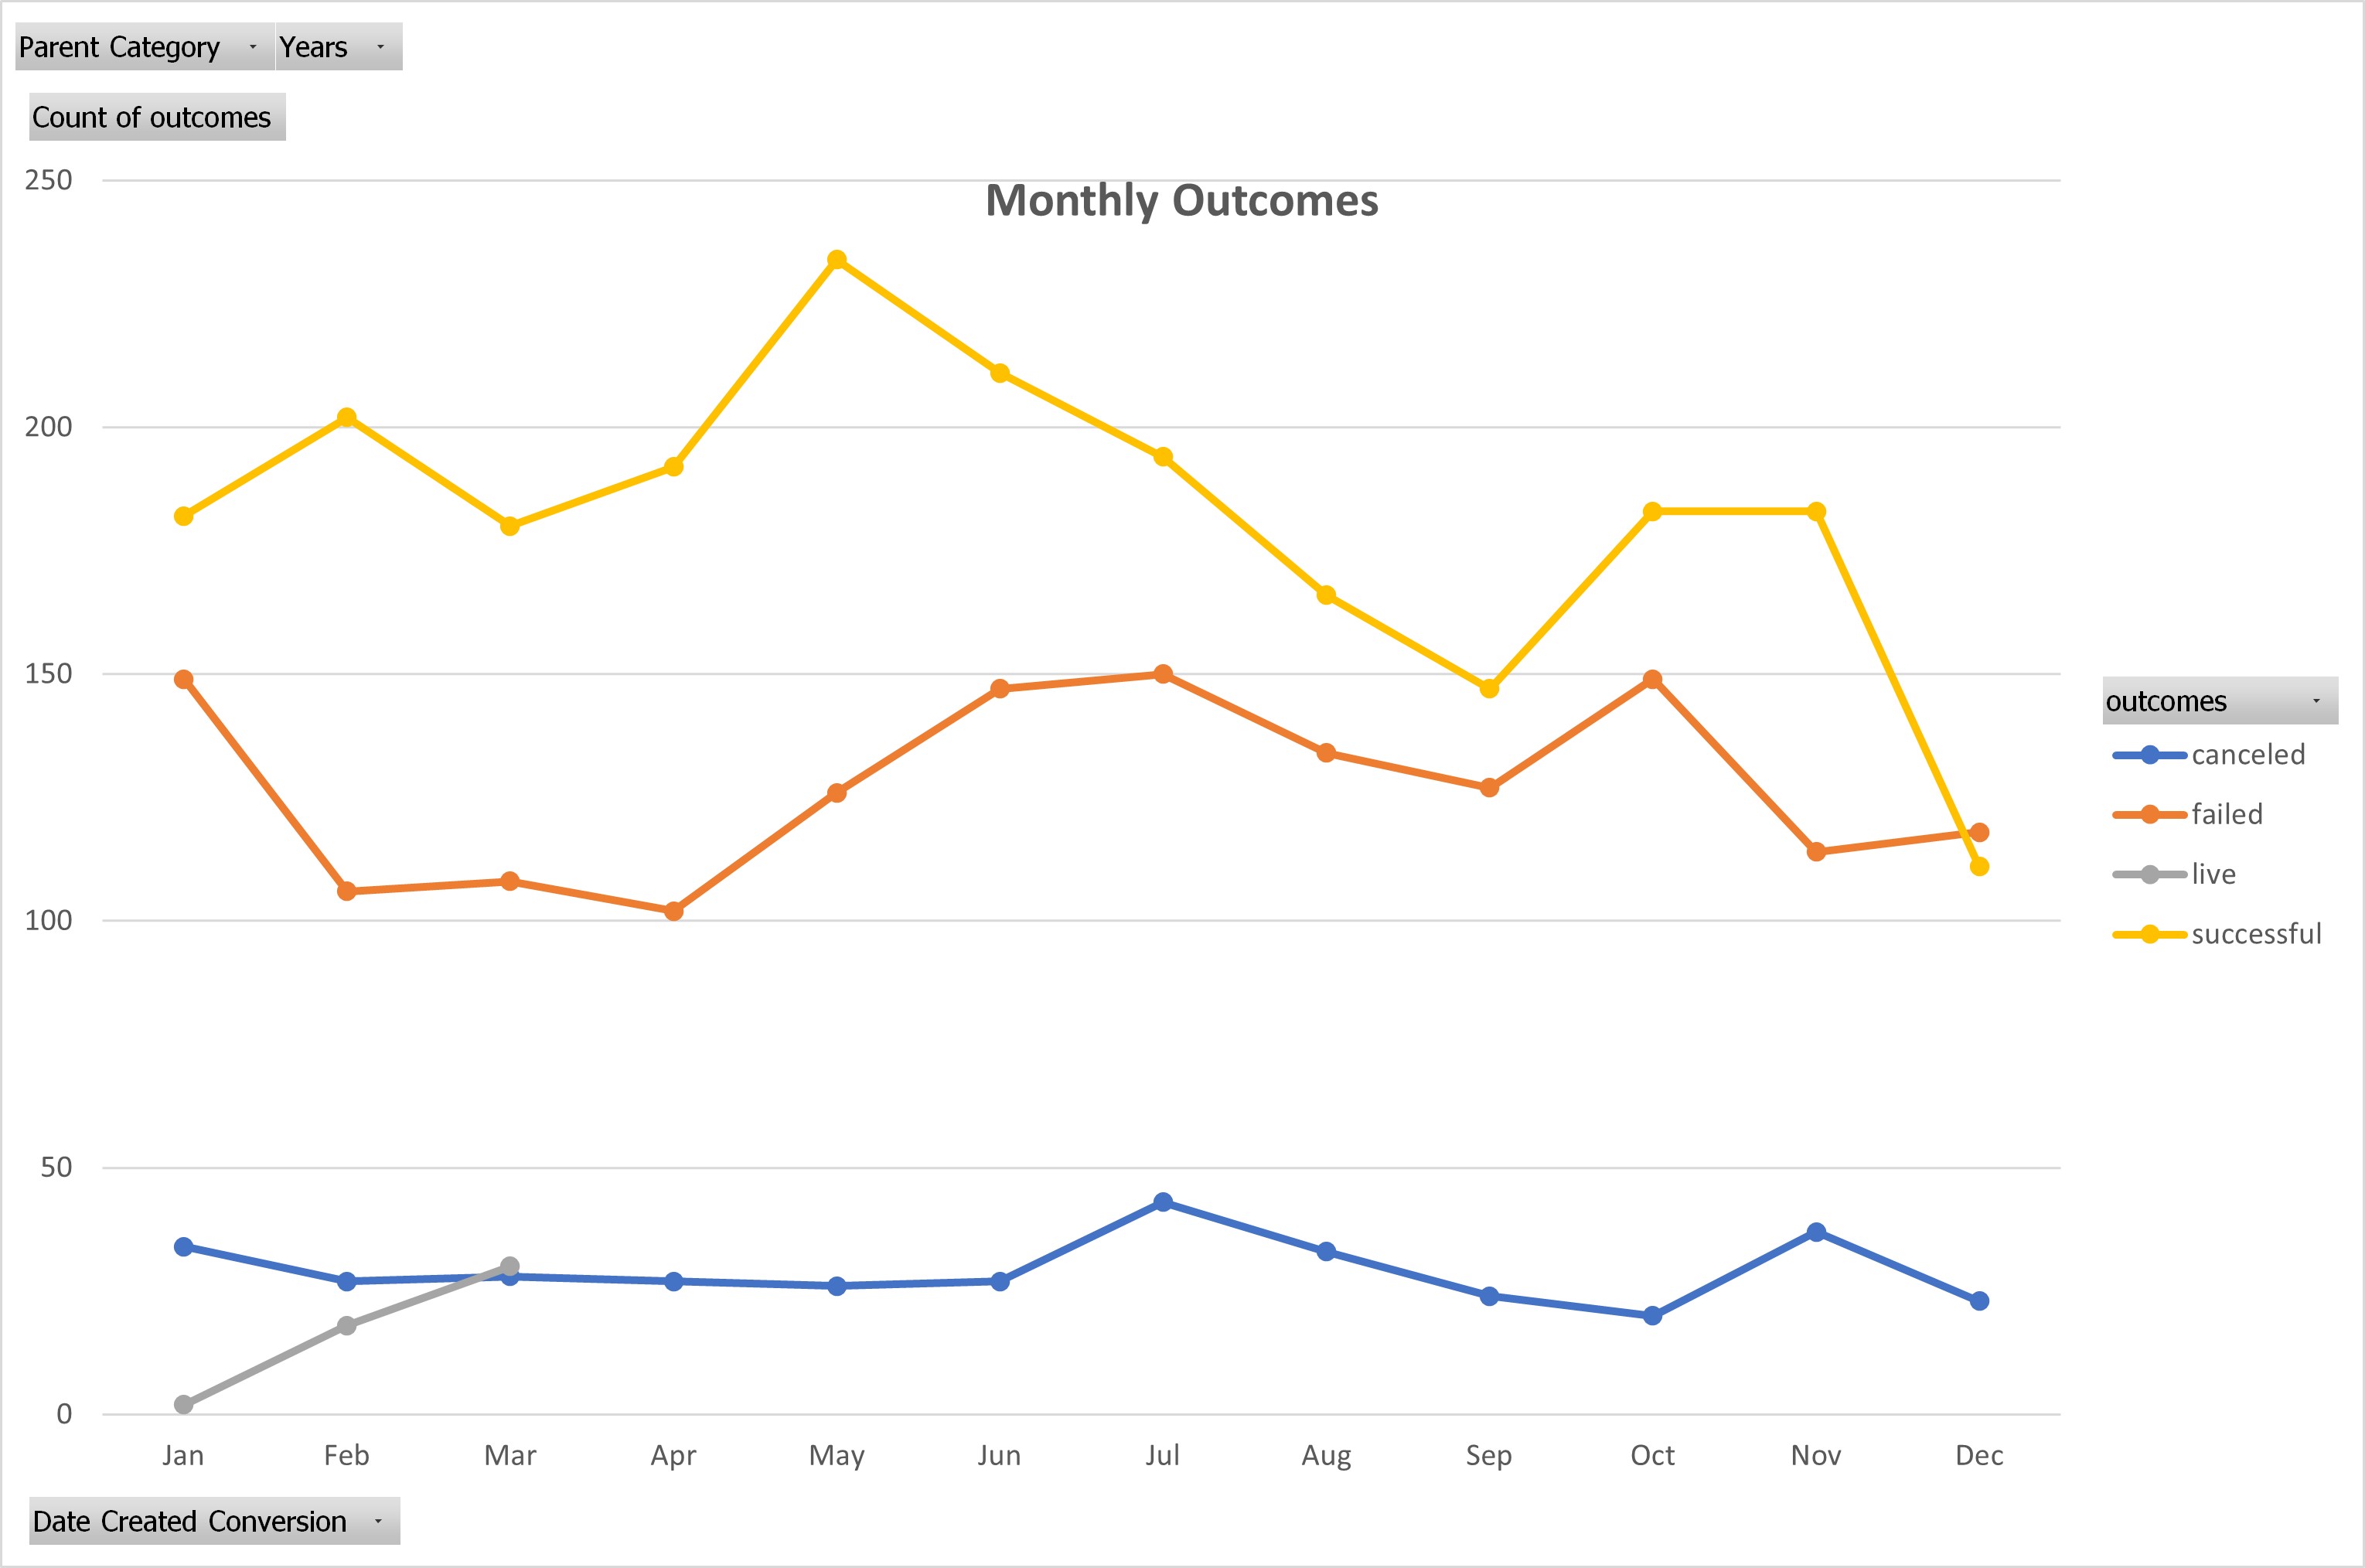 Parent Category Years
Count of outcomes
Monthly Outcomes
250
200
150
100
50
0
Jan Feb Mar Apr May Jun Jul Aug Sep Oct Nov Dec
outcomes
canceled
failed
live
successful
Date Created Conversion